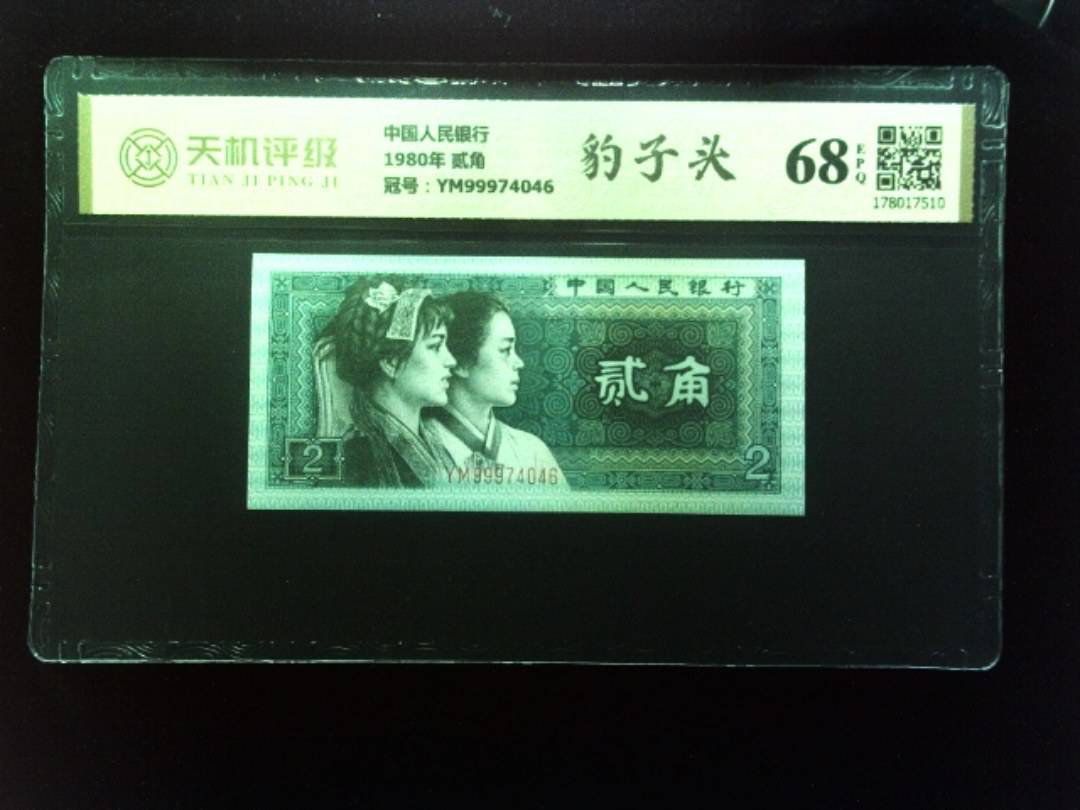 天机评级
TIAN JI PING JI
中国人民银行
1980年 贰角
冠号：YM99974046
豹子头
68
EPQ
178017510
中国人民银行
贰角
2
YM99974046
2